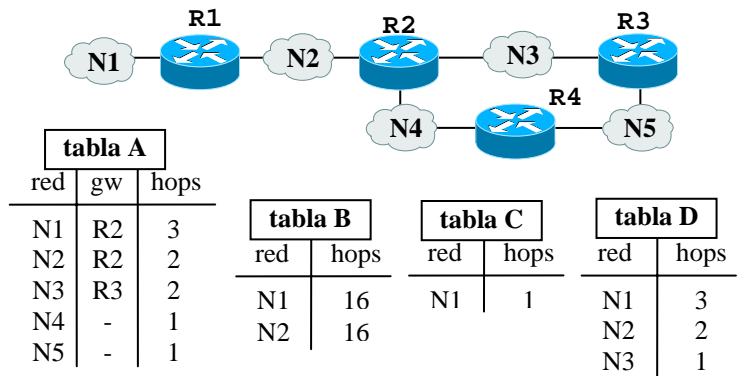 R1
R2
R3
N1
N2
N3
R4
N4
N5
tabla A
red gw hops
N1 R2 3
N2 R2 2
N3 R3 2
N4 - 1
N5 - 1
tabla B
red hops
N1 16
N2 16
tabla C
red hops
N1 1
tabla D
red hops
N1 3
N2 2
N3 1